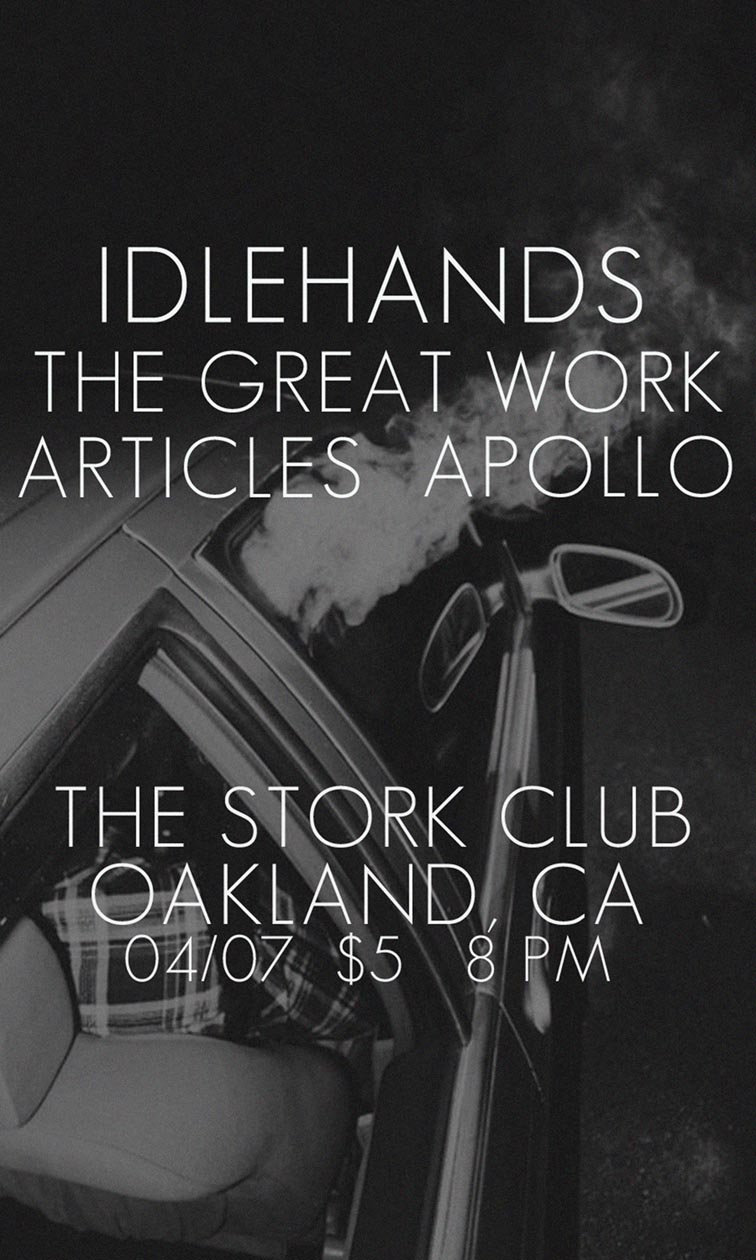 IDLEHANDS
THE GREAT WORK
ARTICLES APOLLO
THE STORK CLUB
OAKLAND, CA
04/07 $5 8 PM